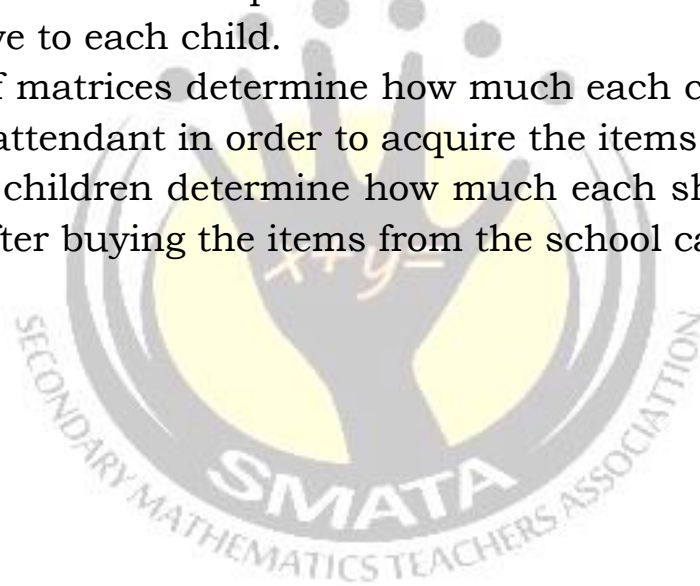 ve to each child.
f matrices determine how much each c
attendant in order to acquire the items
children determine how much each sh
fter buying the items from the school ca
x+y=
SMATA
SECONDARY MATHEMATICS TEACHERS ASSOCIATTION